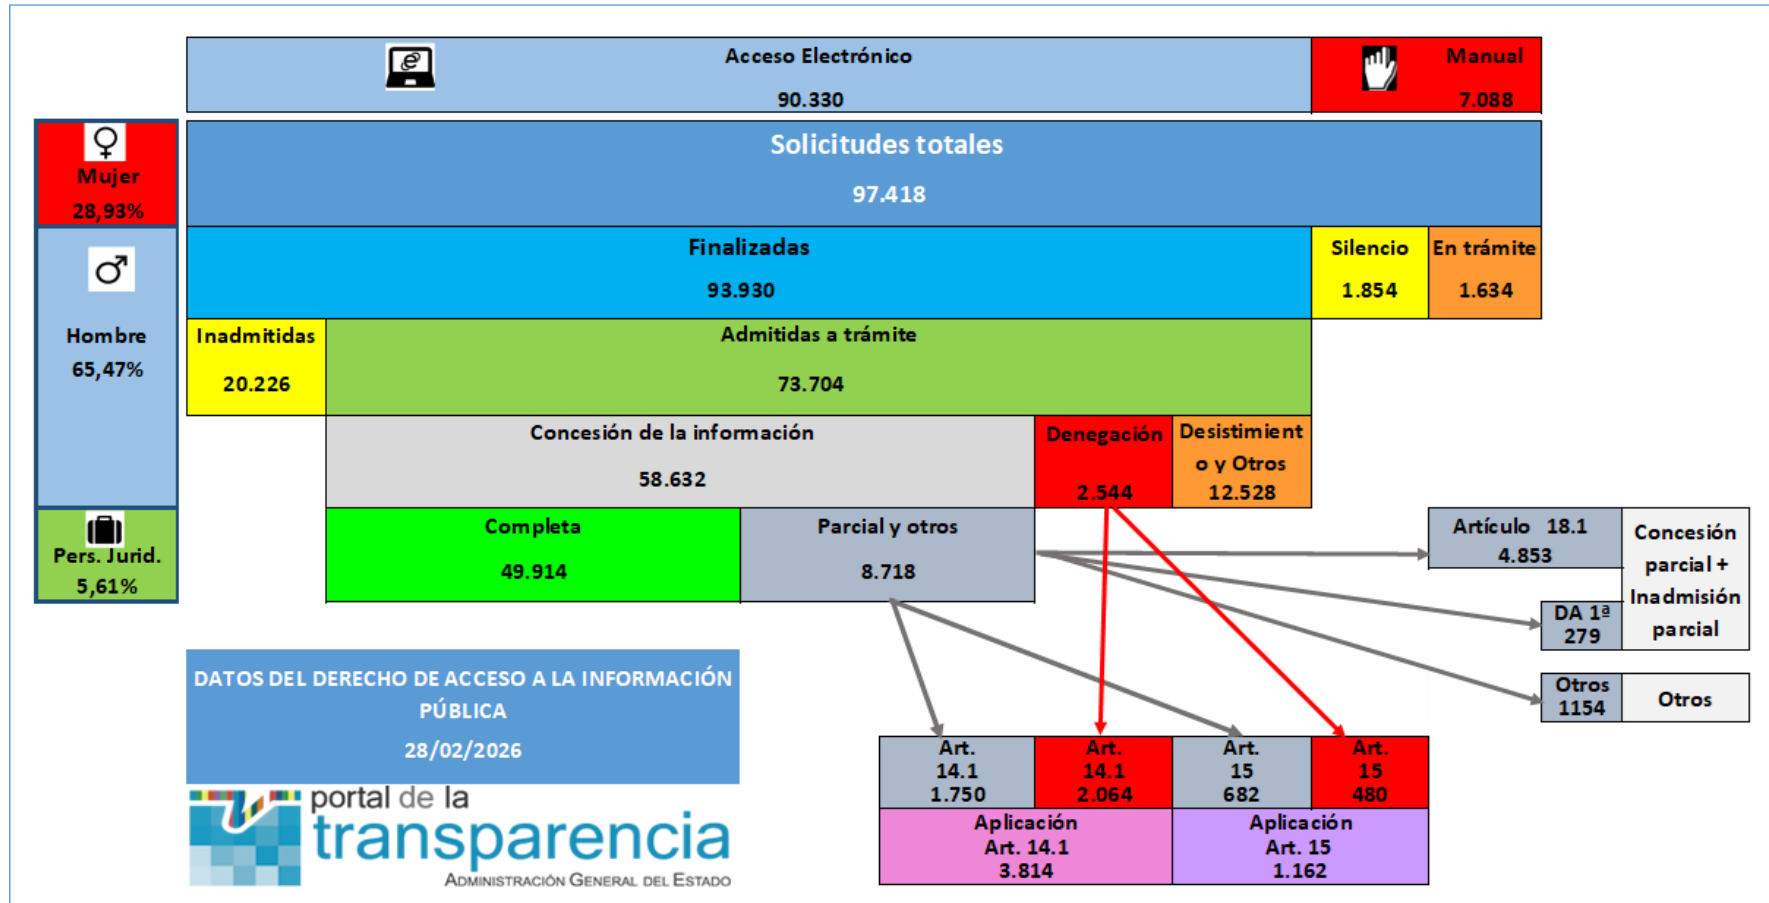 Acceso Electrónico
90.330
Manual
7.088
Mujer
28,93%
Solicitudes totales
97.418
Hombre
65,47%
Finalizadas
93.930
Silencio
1.854
En trámite
1.634
Inadmitidas
20.226
Admitidas a trámite
73.704
Concesión de la información
58.632
Denegación
2.544
Desistimient
o y Otros
12.528
Pers. Jurid.
5,61%
Completa
49.914
Parcial y otros
8.718
Artículo 18.1
4.853
DA 1ª
279
Concesión
parcial +
Inadmisión
parcial
Otros
1154
Otros
DATOS DEL DERECHO DE ACCESO A LA INFORMACIÓN
PÚBLICA
28/02/2026
Art.
14.1
1.750
Art.
14.1
2.064
Art.
15
682
Art.
15
480
Aplicación
Art. 14.1
3.814
Aplicación
Art. 15
1.162
portal de la
transparencia
ADMINISTRACIÓN GENERAL DEL ESTADO